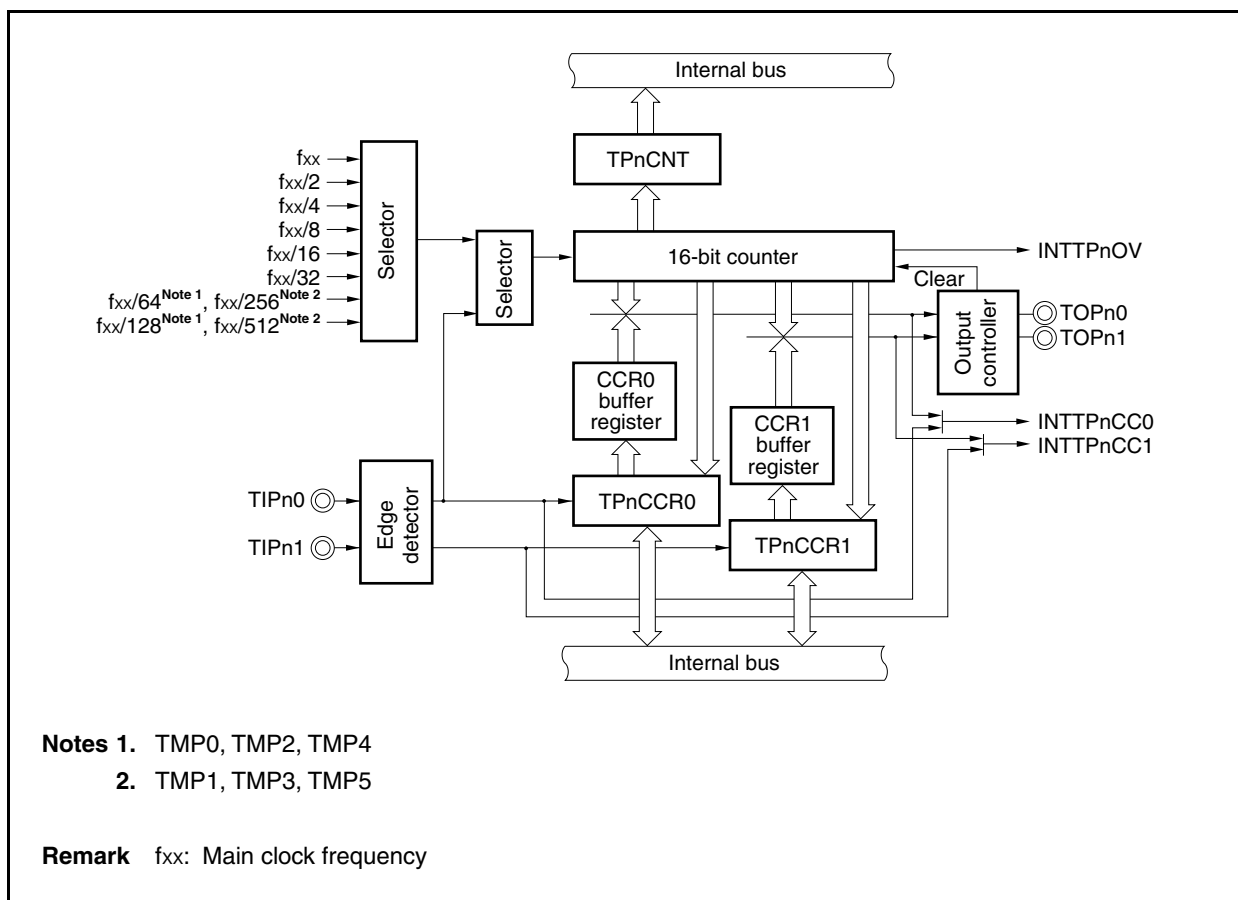 Internal bus
TPnCNT
fxx
fxx/2
fxx/4
fxx/8
fxx/16
fxx/32
fxx/64Note 1, fxx/256Note 2
fxx/128Note 1, fxx/512Note 2
Selector
Selector
16-bit counter
INTTPnOV
Clear
TOPn0
TOPn1
Output
controller
CCR0
buffer
register
CCR1
buffer
register
INTTPnCC0
INTTPnCC1
TIPn0
TIPn1
Edge
detector
TPnCCR0
TPnCCR1
Internal bus
Notes 1. TMP0, TMP2, TMP4
2. TMP1, TMP3, TMP5
Remark fxx: Main clock frequency